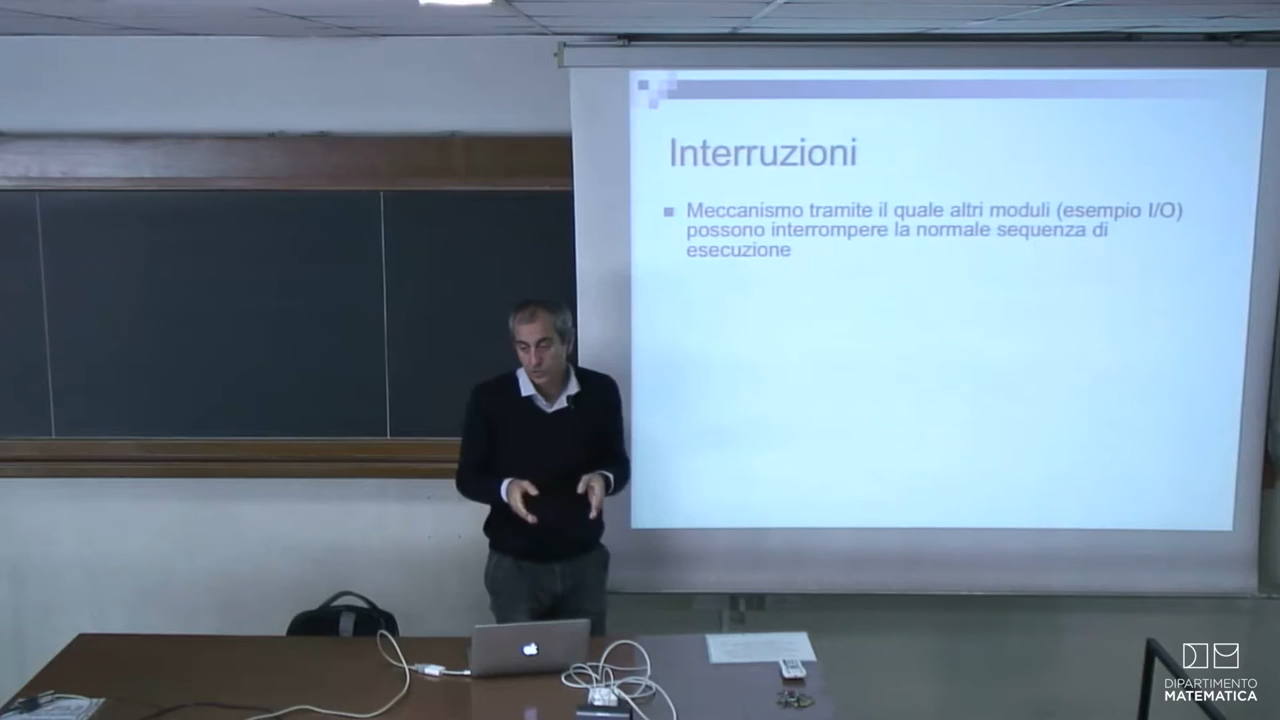 Interruzioni
Meccanismo tramite il quale altri moduli (esempio I/O)
possono interrompere la normale sequenza di
esecuzione
DIPARTIMENTO
MATEMATICA